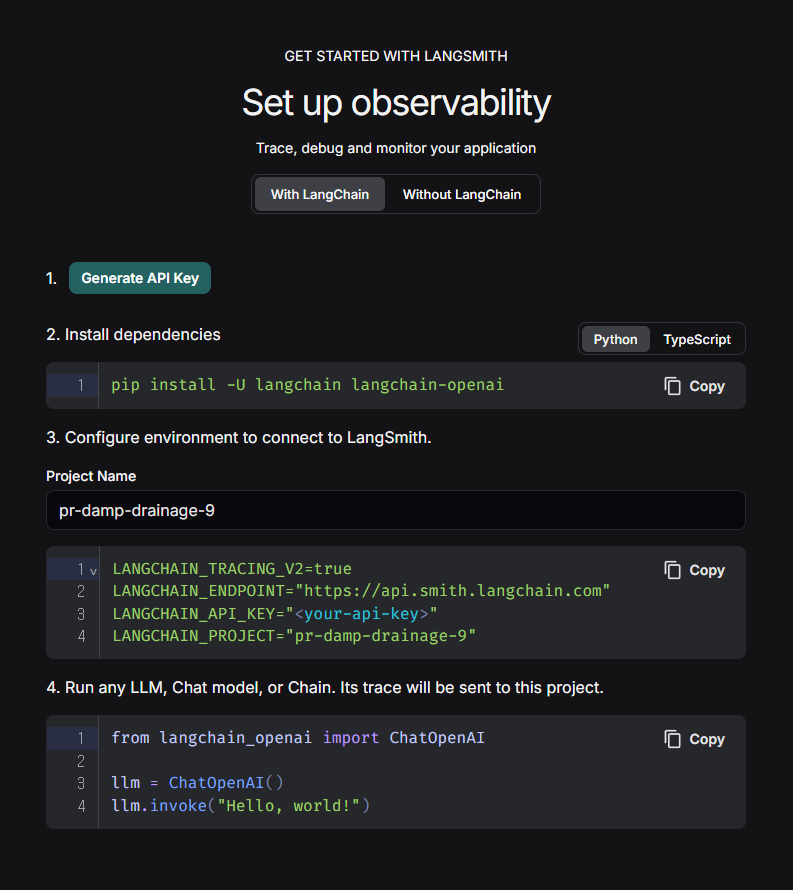 GET STARTED WITH LANGSMITH
Set up observability
Trace, debug and monitor your application
With LangChain Without LangChain
1. Generate API Key
2. Install dependencies Python TypeScript
1 pip install -U langchain langchain-openai Copy
3. Configure environment to connect to LangSmith.
Project Name
pr-damp-drainage-9
1 LANGCHAIN_TRACING_V2=true Copy
2 LANGCHAIN_ENDPOINT="https://api.smith.langchain.com"
3 LANGCHAIN_API_KEY="<your-api-key>"
4 LANGCHAIN_PROJECT="pr-damp-drainage-9"
4. Run any LLM, Chat model, or Chain. Its trace will be sent to this project.
1 from langchain_openai import ChatOpenAI Copy
2
3 llm = ChatOpenAI()
4 llm.invoke("Hello, world!")